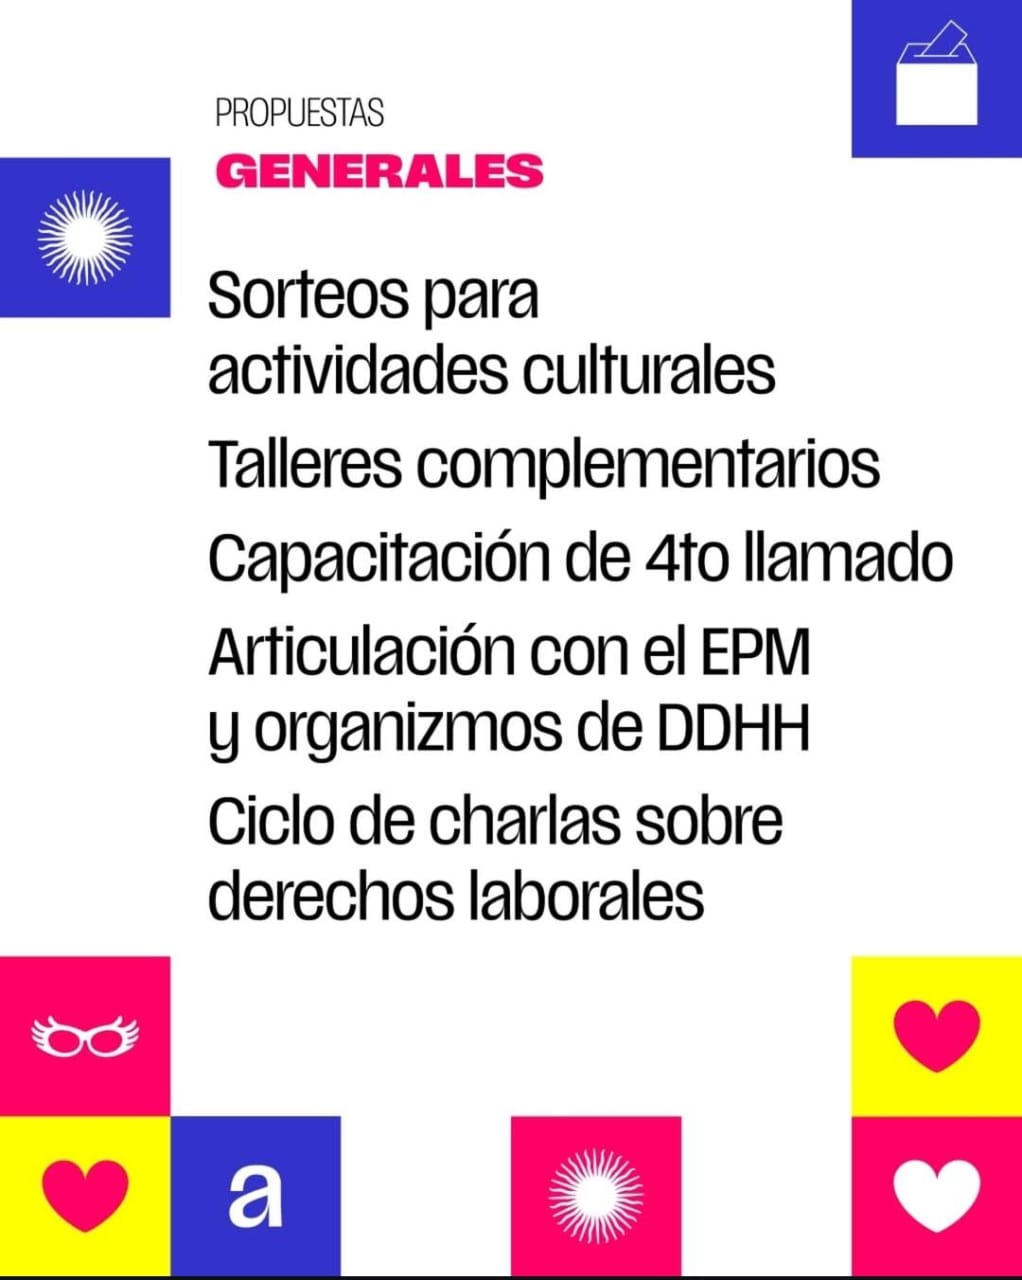 PROPUESTAS
GENERALES
Sorteos para
actividades culturales
Talleres complementarios
Capacitación de 4to llamado
Articulación con el EPM
y organizmos de DDHH
Ciclo de charlas sobre
derechos laborales
a